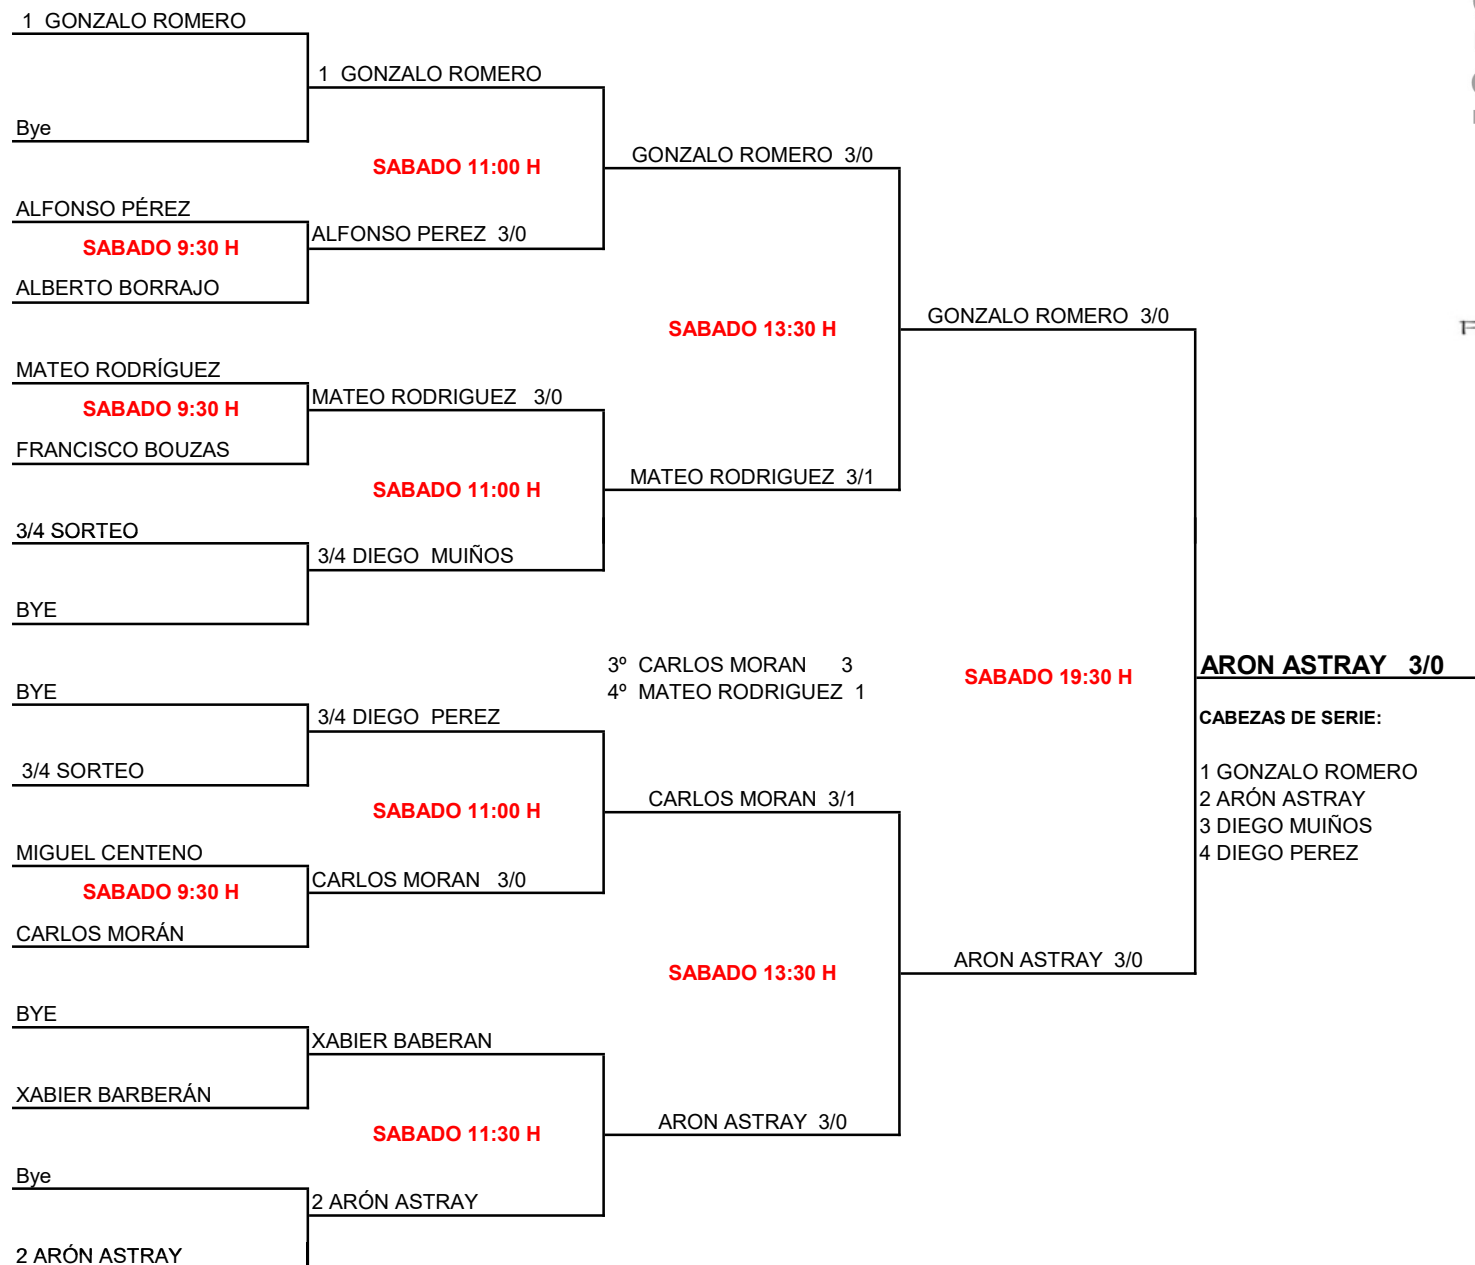 1  GONZALO ROMERO
1  GONZALO ROMERO
Bye
SABADO 11:00 H
GONZALO ROMERO  3/0
ALFONSO PÉREZ
SABADO 9:30 H
ALFONSO PEREZ  3/0
ALBERTO BORRAJO
SABADO 13:30 H
GONZALO ROMERO  3/0
MATEO RODRÍGUEZ
SABADO 9:30 H
MATEO RODRIGUEZ   3/0
FRANCISCO BOUZAS
SABADO 11:00 H
MATEO RODRIGUEZ  3/1
3/4 SORTEO
3/4 DIEGO  MUIÑOS
BYE
3º  CARLOS MORAN      3
4º  MATEO RODRIGUEZ  1
SABADO 19:30 H
ARON ASTRAY   3/0
BYE
3/4 DIEGO  PEREZ
CABEZAS DE SERIE:
3/4 SORTEO
1 GONZALO ROMERO
2 ARÓN ASTRAY
3 DIEGO MUIÑOS
4 DIEGO PEREZ
SABADO 11:00 H
CARLOS MORAN  3/1
MIGUEL CENTENO
SABADO 9:30 H
CARLOS MORAN   3/0
CARLOS MORÁN
SABADO 13:30 H
ARON ASTRAY  3/0
BYE
XABIER BABERAN
XABIER BARBERÁN
SABADO 11:30 H
ARON ASTRAY  3/0
Bye
2 ARÓN ASTRAY
2 ARÓN ASTRAY